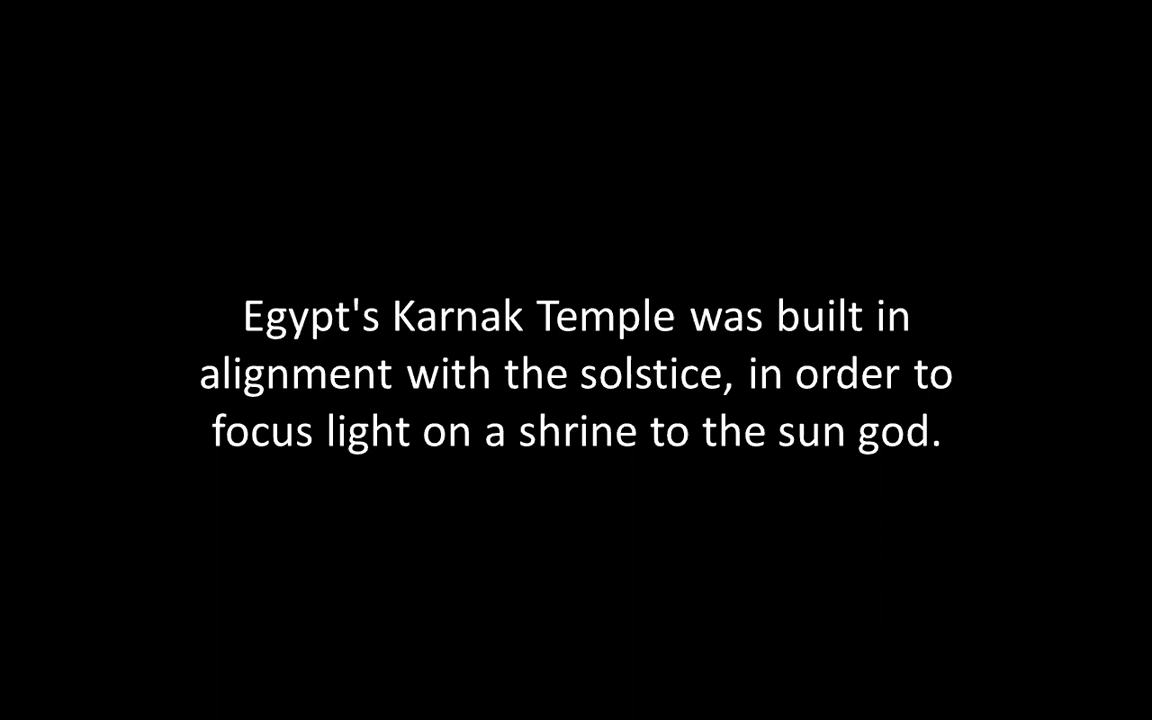 Egypt's Karnak Temple was built in
alignment with the solstice, in order to
focus light on a shrine to the sun god.